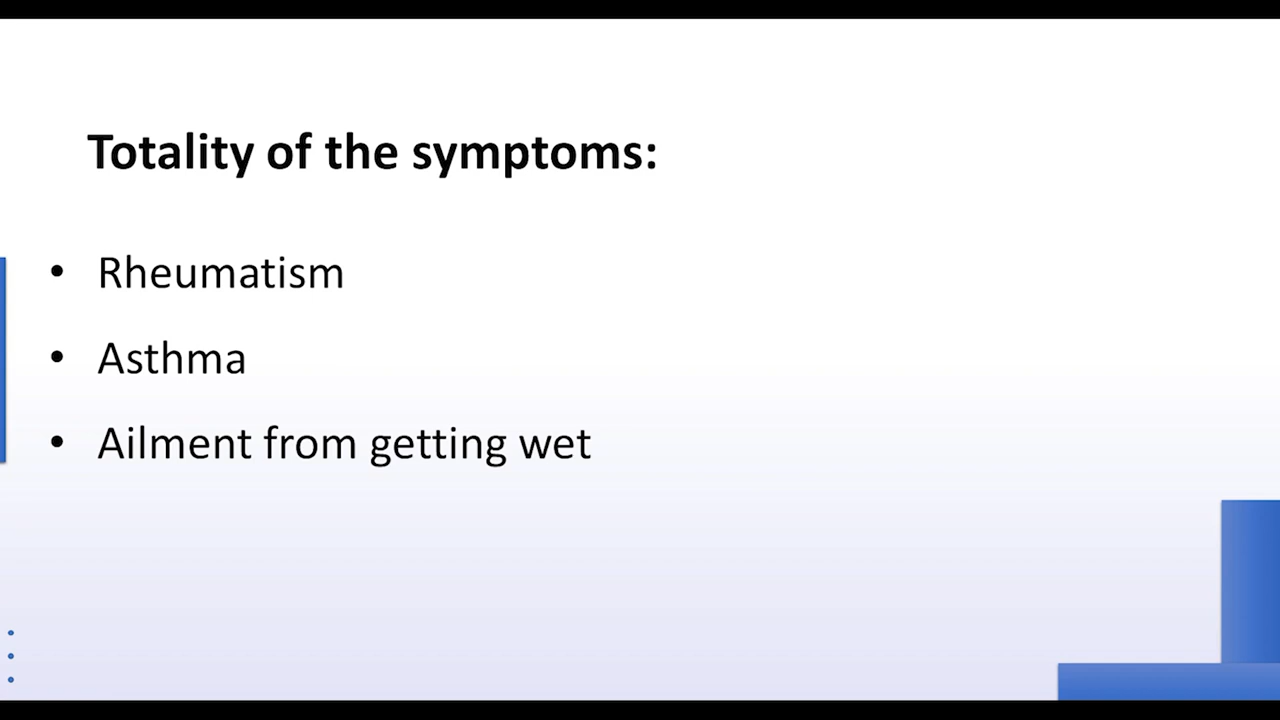 Totality of the symptoms:
• Rheumatism
• Asthma
• Ailment from getting wet